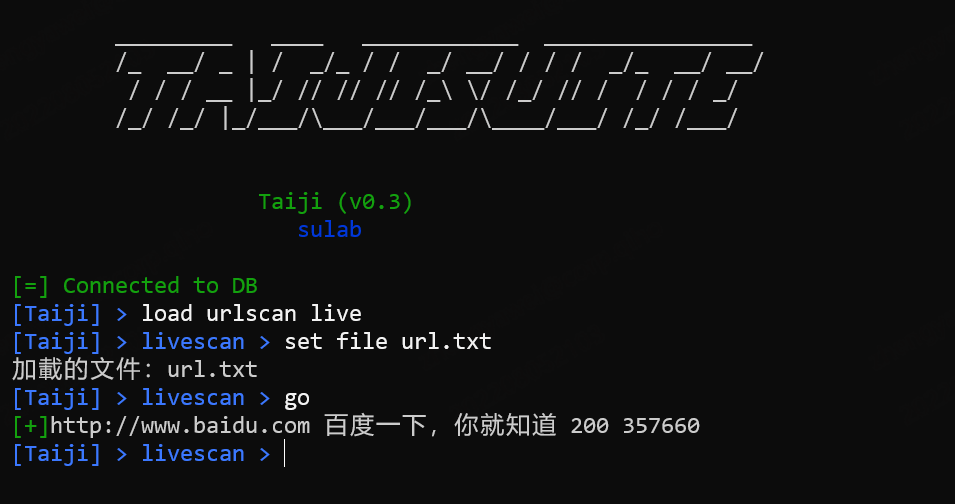 TAIJISUITE
Taiji (v0.3)
sulab
[=] Connected to DB
[Taiji] > load urlscan live
[Taiji] > livescan > set file url.txt
加載的文件：url.txt
[Taiji] > livescan > go
[+]http://www.baidu.com 百度一下，你就知道 200 357660
[Taiji] > livescan >